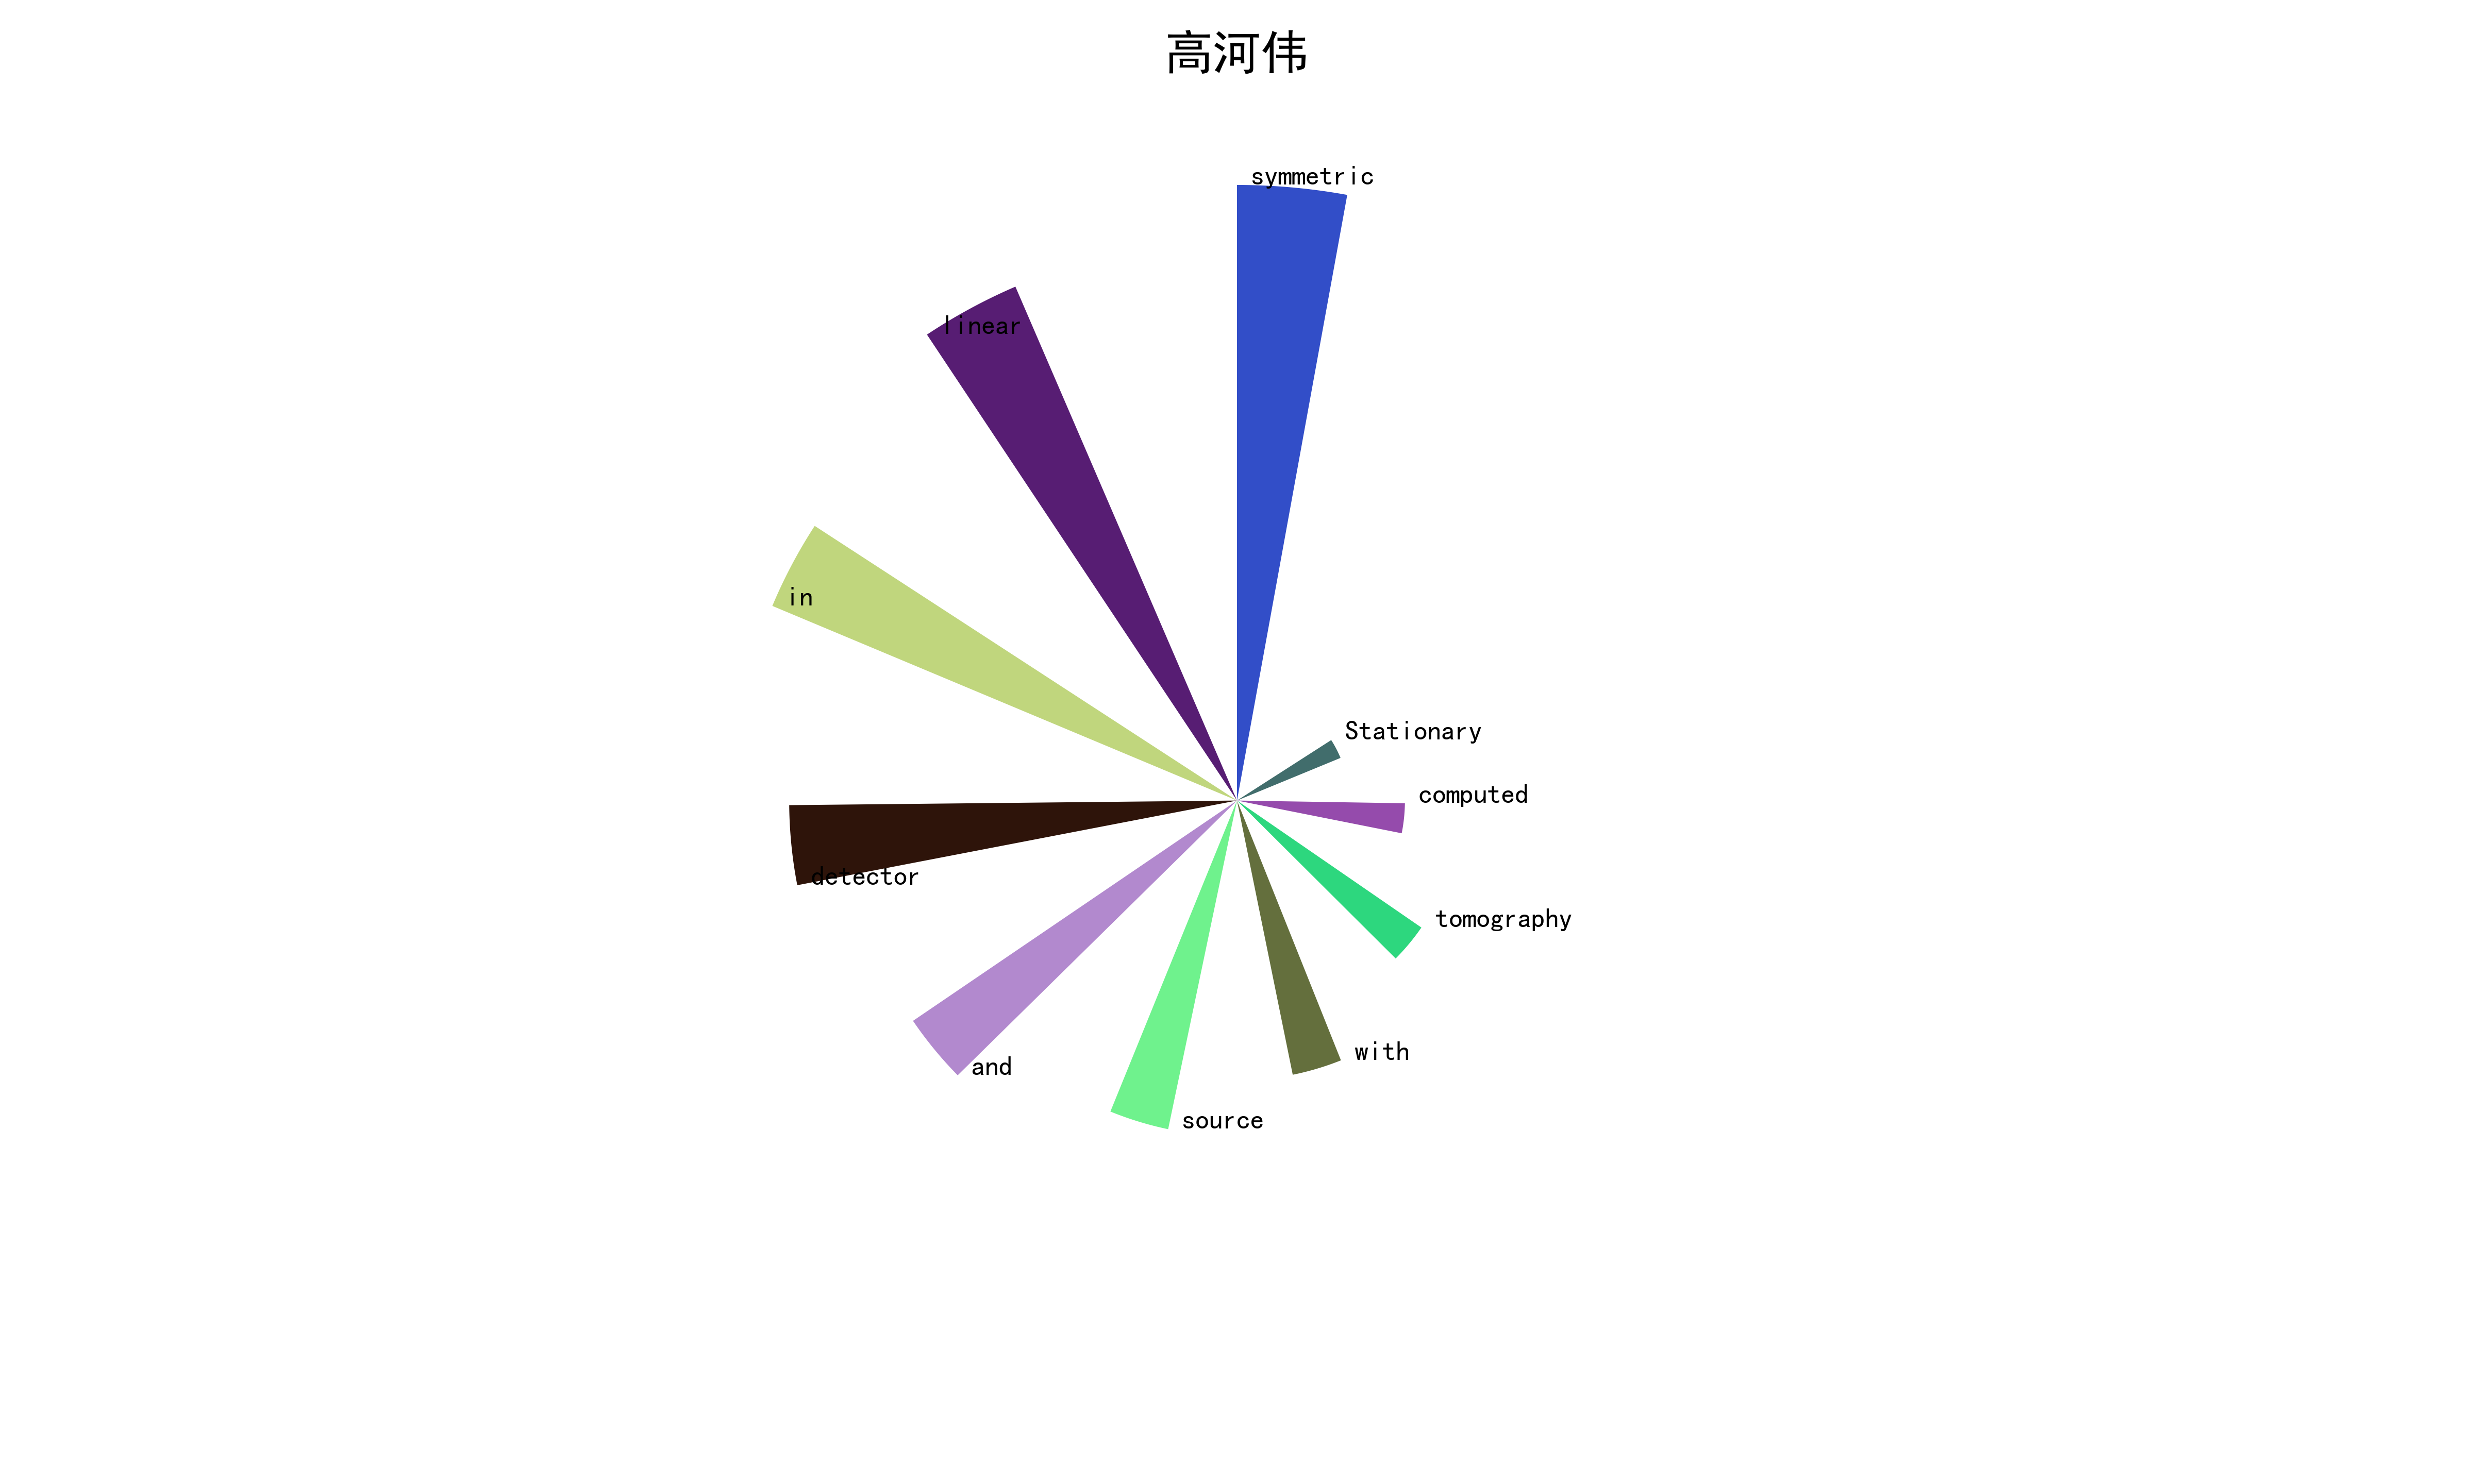 高河伟
symmetric
linear
in
Stationary
computed
detector
tomography
with
and
source